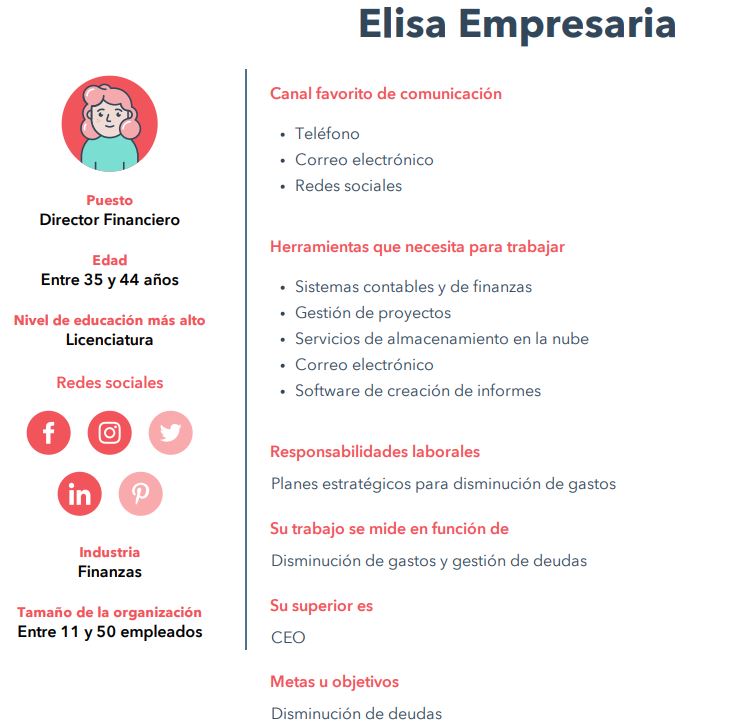 Elisa Empresaria
Puesto
Director Financiero
Edad
Entre 35 y 44 años
Nivel de educación más alto
Licenciatura
Redes sociales
f
in
Industria
Finanzas
Tamaño de la organización
Entre 11 y 50 empleados
Canal favorito de comunicación
• Teléfono
• Correo electrónico
• Redes sociales
Herramientas que necesita para trabajar
• Sistemas contables y de finanzas
• Gestión de proyectos
• Servicios de almacenamiento en la nube
• Correo electrónico
• Software de creación de informes
Responsabilidades laborales
Planes estratégicos para disminución de gastos
Su trabajo se mide en función de
Disminución de gastos y gestión de deudas
Su superior es
CEO
Metas u objetivos
Disminución de deudas